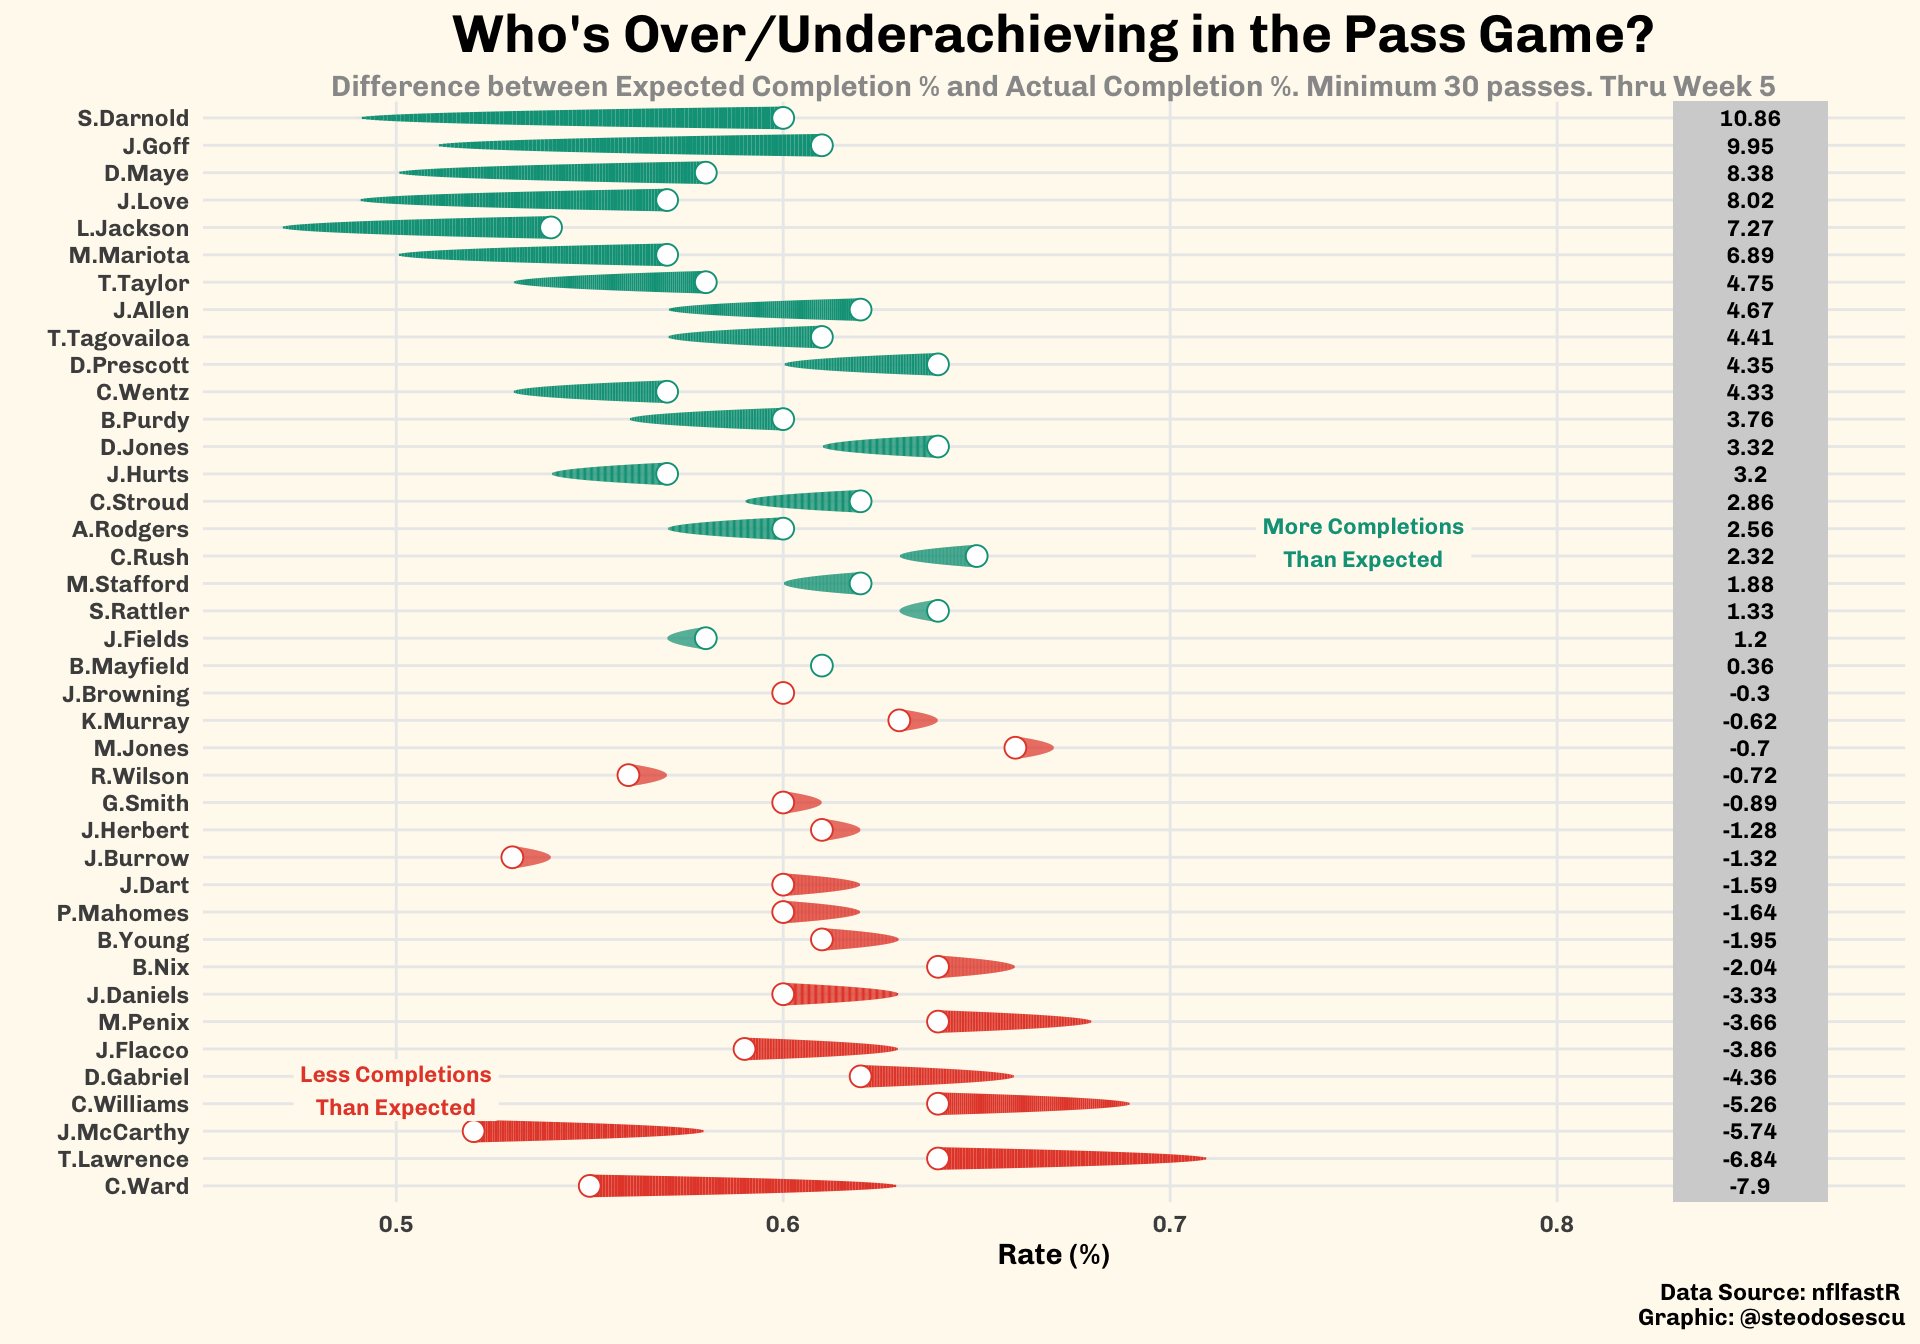 Who's Over/Underachieving in the Pass Game?
Difference between Expected Completion % and Actual Completion %. Minimum 30 passes. Thru Week 5
S.Darnold 10.86
J.Goff 9.95
D.Maye 8.38
J.Love 8.02
L.Jackson 7.27
M.Mariota 6.89
T.Taylor 4.75
J.Allen 4.67
T.Tagovailoa 4.41
D.Prescott 4.35
C.Wentz 4.33
B.Purdy 3.76
D.Jones 3.32
J.Hurts 3.2
C.Stroud 2.86
A.Rodgers 2.56
More Completions
Than Expected
C.Rush 2.32
M.Stafford 1.88
S.Rattler 1.33
J.Fields 1.2
B.Mayfield 0.36
J.Browning -0.3
K.Murray -0.62
M.Jones -0.7
R.Wilson -0.72
G.Smith -0.89
J.Herbert -1.28
J.Burrow -1.32
J.Dart -1.59
P.Mahomes -1.64
B.Young -1.95
B.Nix -2.04
J.Daniels -3.33
M.Penix -3.66
J.Flacco -3.86
D.Gabriel -4.36
Less Completions
Than Expected
C.Williams -5.26
J.McCarthy -5.74
T.Lawrence -6.84
C.Ward -7.9
0.5 0.6 0.7 0.8
Rate (%)
Data Source: nflfastR
Graphic: @steodosescu